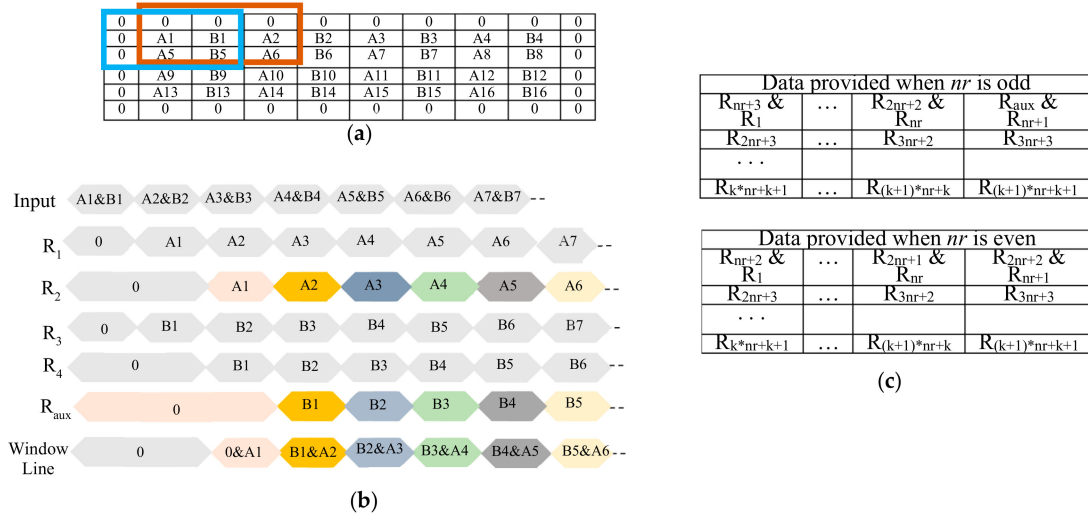 0 0 0 0 0 0 0 0 0 0
0 A1 B1 A2 B2 A3 B3 A4 B4 0
0 A5 B5 A6 B6 A7 B7 A8 B8 0
0 A9 B9 A10 B10 A11 B11 A12 B12 0
0 A13 B13 A14 B14 A15 B15 A16 B16 0
0 0 0 0 0 0 0 0 0 0
(a)
Input A1&B1 A2&B2 A3&B3 A4&B4 A5&B5 A6&B6 A7&B7 --
R1 0 A1 A2 A3 A4 A5 A6 A7 --
R2 0 A1 A2 A3 A4 A5 A6 --
R3 0 B1 B2 B3 B4 B5 B6 B7 --
R4 0 B1 B2 B3 B4 B5 B6 --
Raux 0 B1 B2 B3 B4 B5 --
Window Line 0 0&A1 B1&A2 B2&A3 B3&A4 B4&A5 B5&A6 --
(b)
Data provided when nr is odd
Rnr+3 & … R2nr+2 & Raux &
R1 Rnr Rnr+1
R2nr+3 … R3nr+2 R3nr+3
. . .
Rk*nr+k+1 … R(k+1)*nr+k R(k+1)*nr+k+1
Data provided when nr is even
Rnr+2 & … R2nr+1 & R2nr+2 &
R1 Rnr Rnr+1
R2nr+3 … R3nr+2 R3nr+3
. . .
Rk*nr+k+1 … R(k+1)*nr+k R(k+1)*nr+k+1
(c)